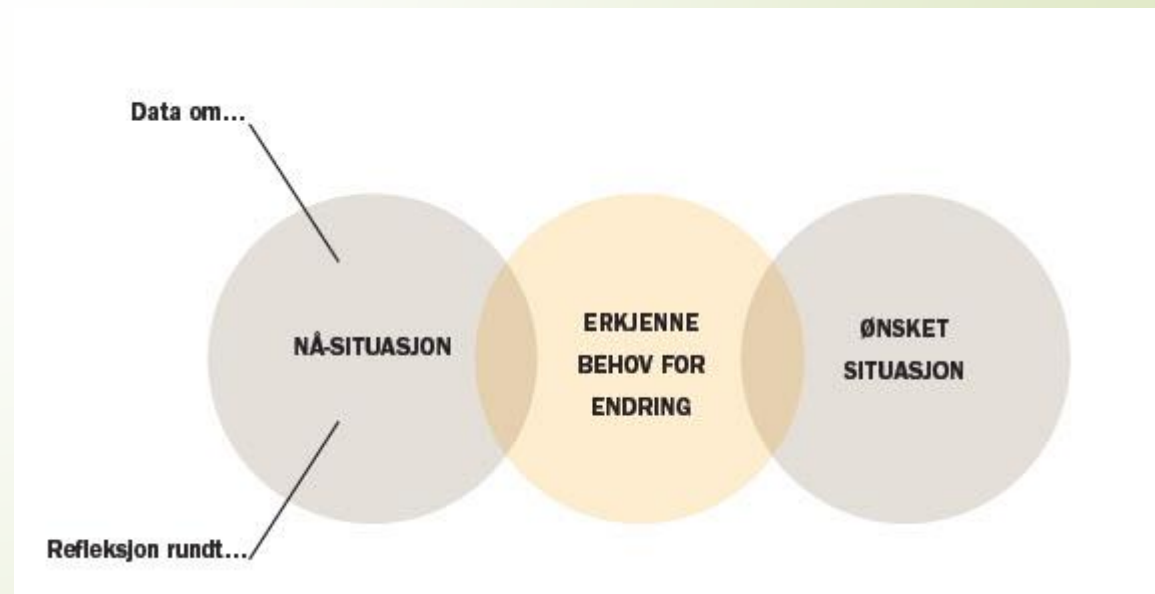 Data om...
NÅ-SITUASJON
ERKJENNE
BEHOV FOR
ENDRING
ØNSKET
SITUASJON
Refleksjon rundt...